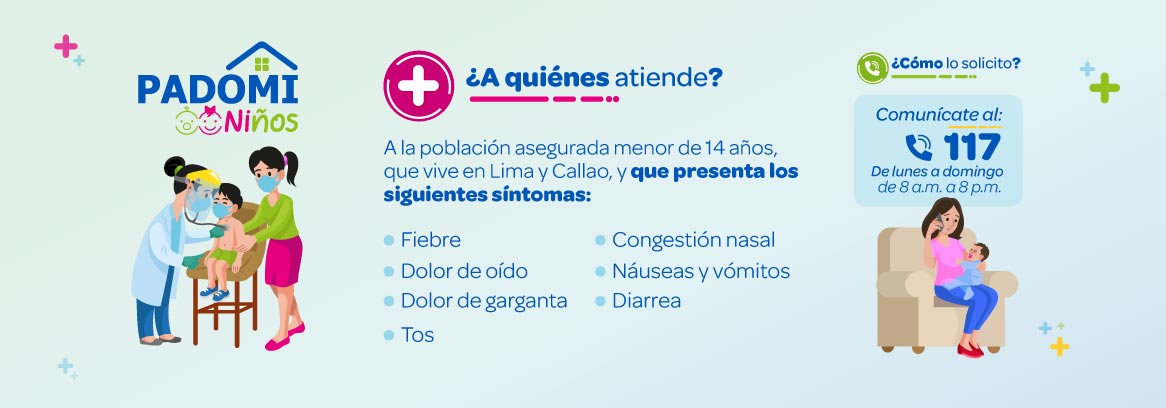 PADOMI
Niños
¿A quiénes atiende?
A la población asegurada menor de 14 años,
que vive en Lima y Callao, y que presenta los
siguientes síntomas:
Fiebre
Dolor de oído
Dolor de garganta
Tos
Congestión nasal
Náuseas y vómitos
Diarrea
¿Cómo lo solicito?
Comunícate al:
117
De lunes a domingo
de 8 a.m. a 8 p.m.